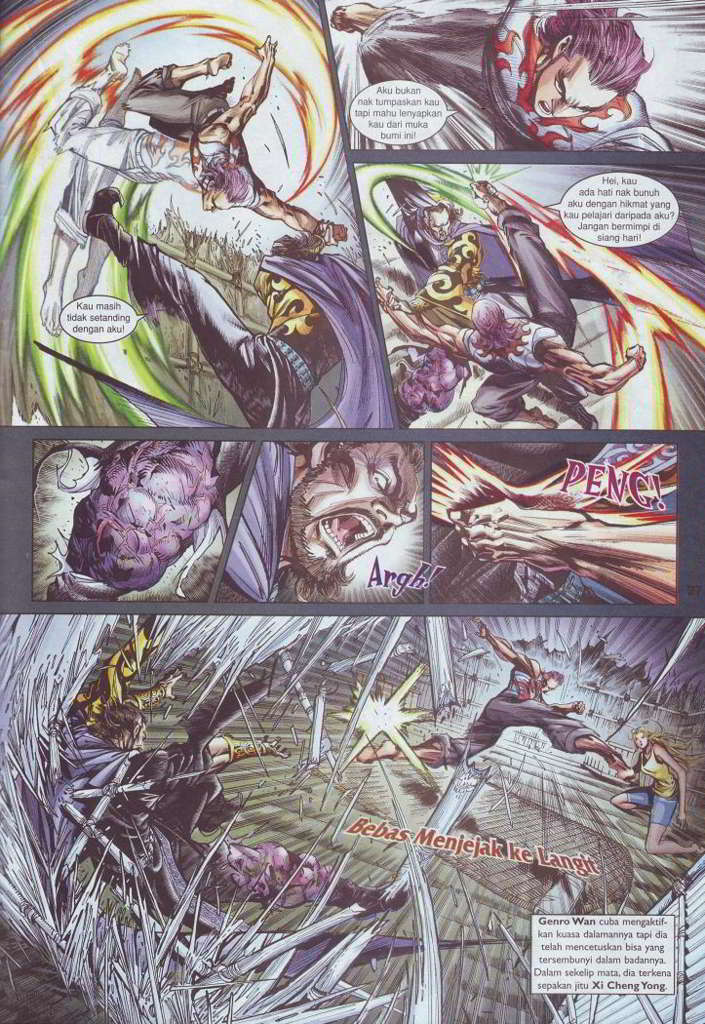 Aku bukan
nak tumpaskan kau
tapi mahu lenyapkan
kau dari muka
bumi ini!
Kau masih
tidak setanding
dengan aku!
Hei, kau
ada hati nak bunuh
aku dengan hikmat yang
kau pelajari daripada aku?
Jangan bermimpi di
siang hari!
Argh!
PENG!
27
Bebas Menjejak ke Langit
Genro Wan cuba mengaktif-
kan kuasa dalamannya tapi dia
telah mencetuskan bisa yang
tersembunyi dalam badannya.
Dalam sekelip mata, dia terkena
sepakan jitu Xi Cheng Yong.